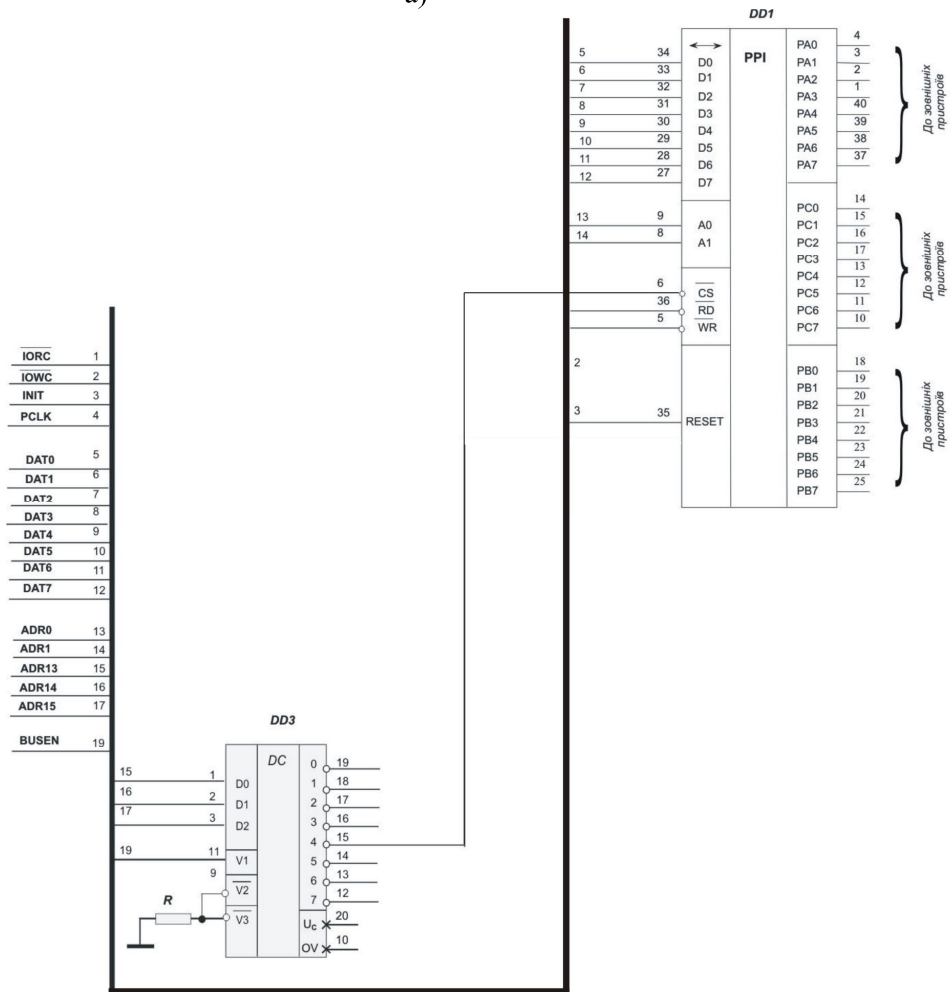 а)
DD1
PPI
5 34 D0 PA0 4
6 33 D1 PA1 3
7 32 D2 PA2 2
8 31 D3 PA3 1
9 30 D4 PA4 40
10 29 D5 PA5 39
11 28 D6 PA6 38
12 27 D7 PA7 37
До зовнішніх
пристроїв
13 9 A0
14 8 A1
6 CS
36 RD
5 WR
2
3 35 RESET
PC0 14
PC1 15
PC2 16
PC3 17
PC4 13
PC5 12
PC6 11
PC7 10
До зовнішніх
пристроїв
PB0 18
PB1 19
PB2 20
PB3 21
PB4 22
PB5 23
PB6 24
PB7 25
До зовнішніх
пристроїв
IORC 1
IOWC 2
INIT 3
PCLK 4
DAT0 5
DAT1 6
DAT2 7
DAT3 8
DAT4 9
DAT5 10
DAT6 11
DAT7 12
ADR0 13
ADR1 14
ADR13 15
ADR14 16
ADR15 17
BUSEN 19
DD3
DC
15 1 D0 0 19
16 2 D1 1 18
17 3 D2 2 17
3 16
4 15
19 11 V1 5 14
9 V2 6 13
7 12
R V3 Uc 20
OV 10